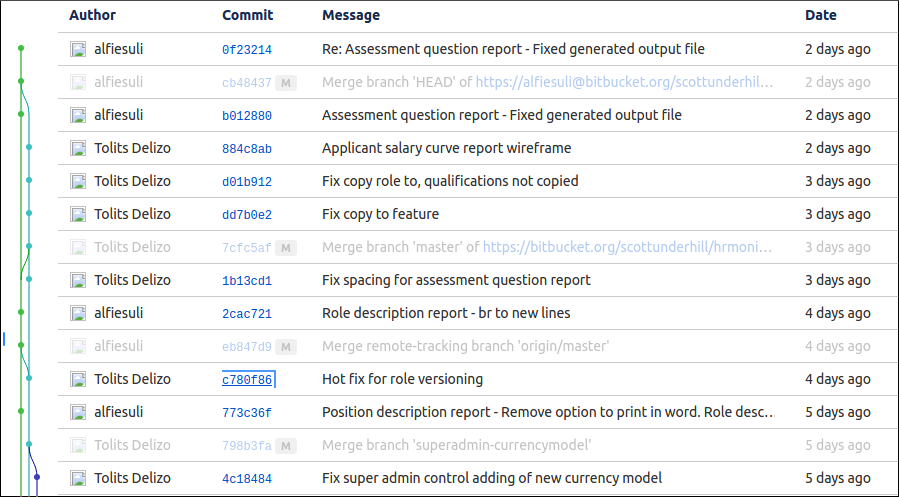 Author Commit Message Date
alfiesuli 0f23214 Re: Assessment question report - Fixed generated output file 2 days ago
alfiesuli cb48437 M Merge branch 'HEAD' of https://alfiesuli@bitbucket.org/scottunderhil... 2 days ago
alfiesuli b012880 Assessment question report - Fixed generated output file 2 days ago
Tolits Delizo 884c8ab Applicant salary curve report wireframe 2 days ago
Tolits Delizo d01b912 Fix copy role to, qualifications not copied 3 days ago
Tolits Delizo dd7b0e2 Fix copy to feature 3 days ago
Tolits Delizo 7cfc5af M Merge branch 'master' of https://bitbucket.org/scottunderhill/hrmoni... 3 days ago
Tolits Delizo 1b13cd1 Fix spacing for assessment question report 3 days ago
alfiesuli 2cac721 Role description report - br to new lines 4 days ago
alfiesuli eb847d9 M Merge remote-tracking branch 'origin/master' 4 days ago
Tolits Delizo c780f86 Hot fix for role versioning 4 days ago
alfiesuli 773c36f Position description report - Remove option to print in word. Role desc... 5 days ago
Tolits Delizo 798b3fa M Merge branch 'superadmin-currencymodel' 5 days ago
Tolits Delizo 4c18484 Fix super admin control adding of new currency model 5 days ago